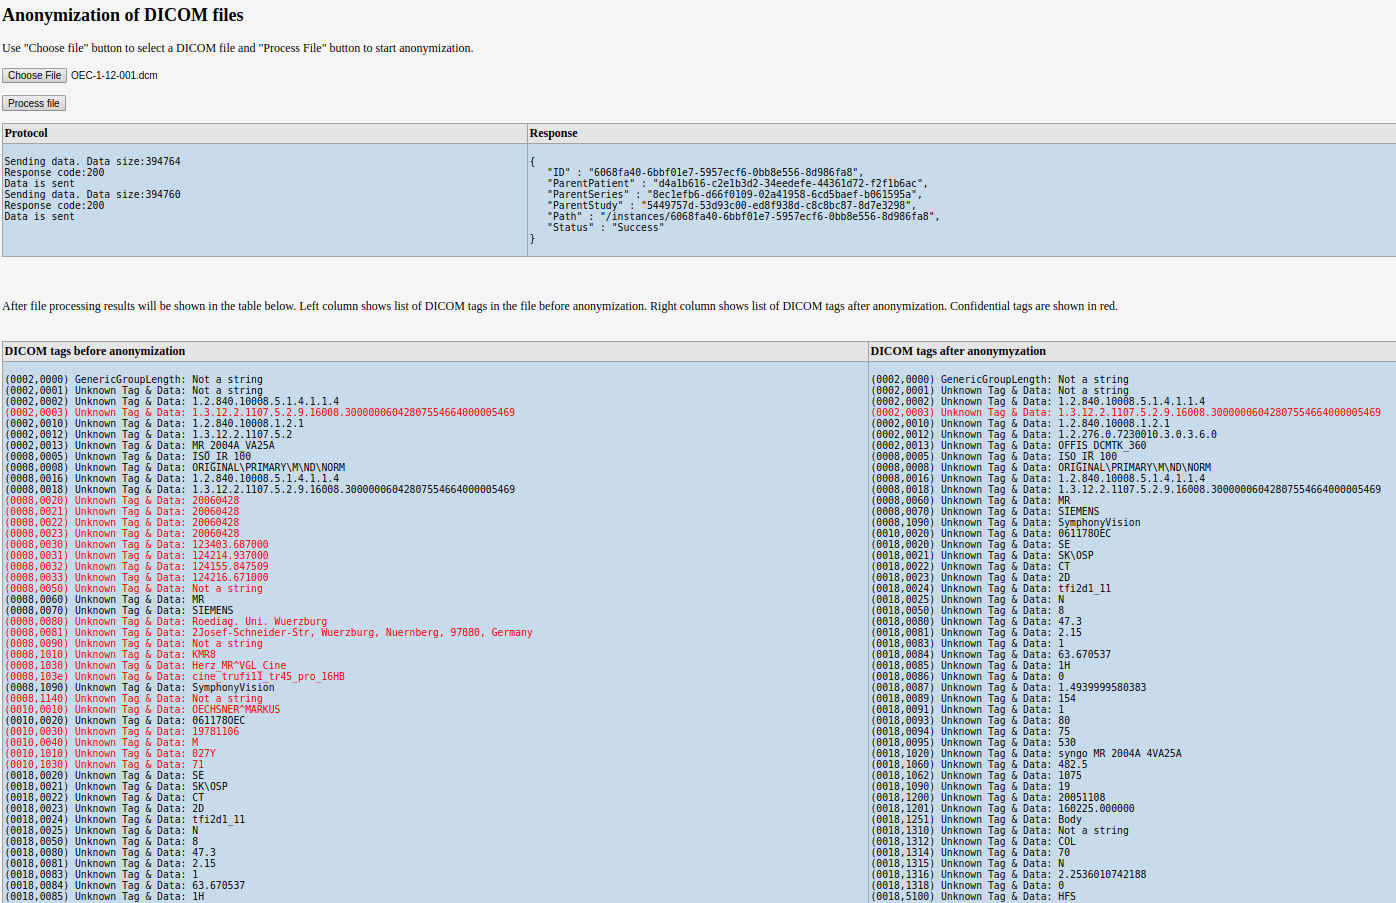 Anonymization of DICOM files
Use "Choose file" button to select a DICOM file and "Process File" button to start anonymization.
Choose File OEC-1-12-001.dcm
Process file
Protocol
Sending data. Data size:394764
Response code:200
Data is sent
Sending data. Data size:394760
Response code:200
Data is sent
Response
{
"ID" : "6068fa40-6bbf01e7-5957ecf6-0bb8e556-8d986fa8",
"ParentPatient" : "d4a1b616-c2e1b3d2-34eedefe-44361d72-f2f1b6ac",
"ParentSeries" : "8ec1efb6-d66f0109-02a41958-6cd5baef-b061595a",
"ParentStudy" : "5449757d-53d93c00-ed8f938d-c8c8bc87-8d7e3298",
"Path" : "/instances/6068fa40-6bbf01e7-5957ecf6-0bb8e556-8d986fa8",
"Status" : "Success"
}
After file processing results will be shown in the table below. Left column shows list of DICOM tags in the file before anonymization. Right column shows list of DICOM tags after anonymization. Confidential tags are shown in red.
DICOM tags before anonymization
(0002,0000) GenericGroupLength: Not a string
(0002,0001) Unknown Tag & Data: Not a string
(0002,0002) Unknown Tag & Data: 1.2.840.10008.5.1.4.1.1.4
(0002,0003) Unknown Tag & Data: 1.3.12.2.1107.5.2.9.16008.30000006042807554664000005469
(0002,0010) Unknown Tag & Data: 1.2.840.10008.1.2.1
(0002,0012) Unknown Tag & Data: 1.3.12.2.1107.5.2
(0002,0013) Unknown Tag & Data: MR_2004A_VA25A
(0008,0005) Unknown Tag & Data: ISO_IR 100
(0008,0008) Unknown Tag & Data: ORIGINAL\PRIMARY\M\ND\NORM
(0008,0016) Unknown Tag & Data: 1.2.840.10008.5.1.4.1.1.4
(0008,0018) Unknown Tag & Data: 1.3.12.2.1107.5.2.9.16008.30000006042807554664000005469
(0008,0020) Unknown Tag & Data: 20060428
(0008,0021) Unknown Tag & Data: 20060428
(0008,0022) Unknown Tag & Data: 20060428
(0008,0023) Unknown Tag & Data: 20060428
(0008,0030) Unknown Tag & Data: 123403.687000
(0008,0031) Unknown Tag & Data: 124214.937000
(0008,0032) Unknown Tag & Data: 124155.847509
(0008,0033) Unknown Tag & Data: 124216.671000
(0008,0050) Unknown Tag & Data: Not a string
(0008,0060) Unknown Tag & Data: MR
(0008,0070) Unknown Tag & Data: SIEMENS
(0008,0080) Unknown Tag & Data: Roediag. Uni. Wuerzburg
(0008,0081) Unknown Tag & Data: 2Josef-Schneider-Str, Wuerzburg, Nuernberg, 97080, Germany
(0008,0090) Unknown Tag & Data: Not a string
(0008,1010) Unknown Tag & Data: KMR8
(0008,1030) Unknown Tag & Data: Herz_MR^VGL_Cine
(0008,103e) Unknown Tag & Data: cine_trufi11_tr45_pro_16HB
(0008,1090) Unknown Tag & Data: SymphonyVision
(0008,1140) Unknown Tag & Data: Not a string
(0010,0010) Unknown Tag & Data: OECHSNER^MARKUS
(0010,0020) Unknown Tag & Data: 061178OEC
(0010,0030) Unknown Tag & Data: 19781106
(0010,0040) Unknown Tag & Data: M
(0010,1010) Unknown Tag & Data: 027Y
(0010,1030) Unknown Tag & Data: 71
(0018,0020) Unknown Tag & Data: SE
(0018,0021) Unknown Tag & Data: SK\OSP
(0018,0022) Unknown Tag & Data: CT
(0018,0023) Unknown Tag & Data: 2D
(0018,0024) Unknown Tag & Data: tfi2d1_11
(0018,0025) Unknown Tag & Data: N
(0018,0050) Unknown Tag & Data: 8
(0018,0080) Unknown Tag & Data: 47.3
(0018,0081) Unknown Tag & Data: 2.15
(0018,0083) Unknown Tag & Data: 1
(0018,0084) Unknown Tag & Data: 63.670537
(0018,0085) Unknown Tag & Data: 1H
DICOM tags after anonymyzation
(0002,0000) GenericGroupLength: Not a string
(0002,0001) Unknown Tag & Data: Not a string
(0002,0002) Unknown Tag & Data: 1.2.840.10008.5.1.4.1.1.4
(0002,0003) Unknown Tag & Data: 1.3.12.2.1107.5.2.9.16008.30000006042807554664000005469
(0002,0010) Unknown Tag & Data: 1.2.840.10008.1.2.1
(0002,0012) Unknown Tag & Data: 1.2.276.0.7230010.3.0.3.6.0
(0002,0013) Unknown Tag & Data: OFFIS_DCMTK_360
(0008,0005) Unknown Tag & Data: ISO_IR 100
(0008,0008) Unknown Tag & Data: ORIGINAL\PRIMARY\M\ND\NORM
(0008,0016) Unknown Tag & Data: 1.2.840.10008.5.1.4.1.1.4
(0008,0018) Unknown Tag & Data: 1.3.12.2.1107.5.2.9.16008.30000006042807554664000005469
(0008,0060) Unknown Tag & Data: MR
(0008,0070) Unknown Tag & Data: SIEMENS
(0008,1090) Unknown Tag & Data: SymphonyVision
(0010,0020) Unknown Tag & Data: 061178OEC
(0018,0020) Unknown Tag & Data: SE
(0018,0021) Unknown Tag & Data: SK\OSP
(0018,0022) Unknown Tag & Data: CT
(0018,0023) Unknown Tag & Data: 2D
(0018,0024) Unknown Tag & Data: tfi2d1_11
(0018,0025) Unknown Tag & Data: N
(0018,0050) Unknown Tag & Data: 8
(0018,0080) Unknown Tag & Data: 47.3
(0018,0081) Unknown Tag & Data: 2.15
(0018,0083) Unknown Tag & Data: 1
(0018,0084) Unknown Tag & Data: 63.670537
(0018,0085) Unknown Tag & Data: 1H
(0018,0086) Unknown Tag & Data: 0
(0018,0087) Unknown Tag & Data: 1.4939999580383
(0018,0089) Unknown Tag & Data: 154
(0018,0091) Unknown Tag & Data: 1
(0018,0093) Unknown Tag & Data: 80
(0018,0094) Unknown Tag & Data: 75
(0018,0095) Unknown Tag & Data: 530
(0018,1020) Unknown Tag & Data: syngo MR 2004A 4VA25A
(0018,1060) Unknown Tag & Data: 482.5
(0018,1062) Unknown Tag & Data: 1075
(0018,1090) Unknown Tag & Data: 19
(0018,1200) Unknown Tag & Data: 20051108
(0018,1201) Unknown Tag & Data: 160225.000000
(0018,1251) Unknown Tag & Data: Body
(0018,1310) Unknown Tag & Data: Not a string
(0018,1312) Unknown Tag & Data: COL
(0018,1314) Unknown Tag & Data: 70
(0018,1315) Unknown Tag & Data: N
(0018,1316) Unknown Tag & Data: 2.2536010742188
(0018,1318) Unknown Tag & Data: 0
(0018,5100) Unknown Tag & Data: HFS